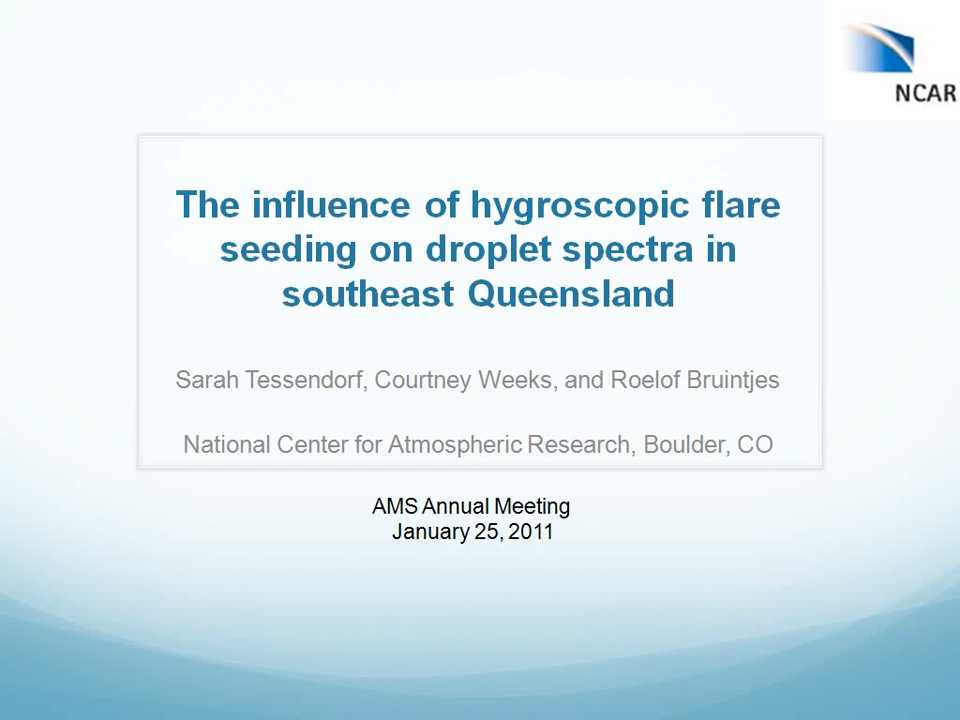 NCAR
The influence of hygroscopic flare
seeding on droplet spectra in
southeast Queensland
Sarah Tessendorf, Courtney Weeks, and Roelof Bruintjes
National Center for Atmospheric Research, Boulder, CO
AMS Annual Meeting
January 25, 2011